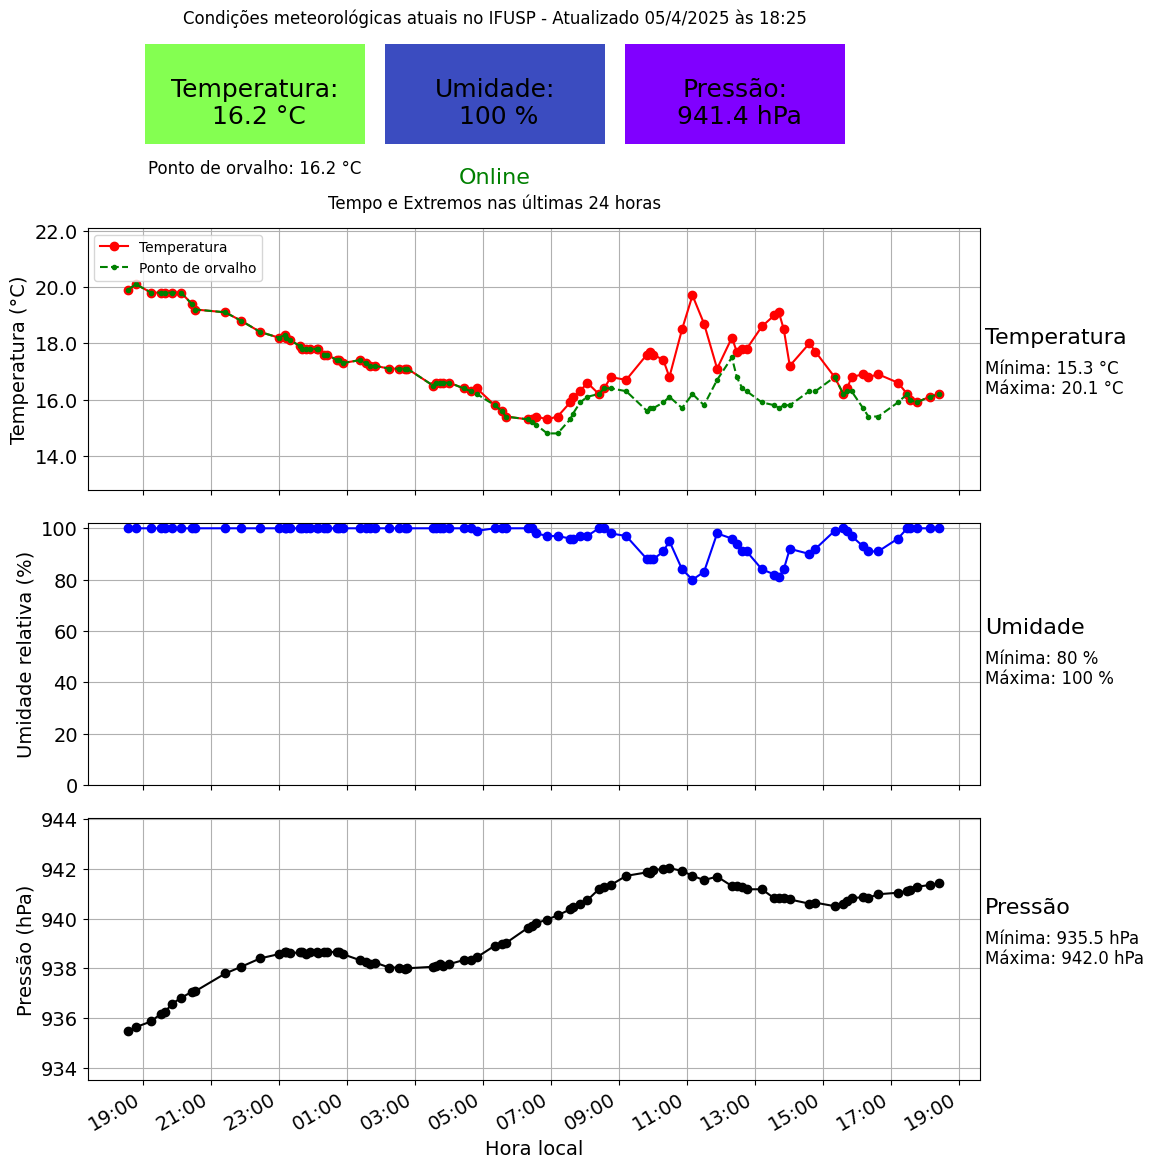 Condições meteorológicas atuais no IFUSP - Atualizado 05/4/2025 às 18:25
Temperatura:
16.2 °C
Umidade:
100 %
Pressão:
941.4 hPa
Ponto de orvalho: 16.2 °C
Online
Tempo e Extremos nas últimas 24 horas
Temperatura (°C)
22.0
20.0
18.0
16.0
14.0
Temperatura
Ponto de orvalho
Temperatura
Mínima: 15.3 °C
Máxima: 20.1 °C
Umidade relativa (%)
100
80
60
40
20
0
Umidade
Mínima: 80 %
Máxima: 100 %
Pressão (hPa)
944
942
940
938
936
934
Pressão
Mínima: 935.5 hPa
Máxima: 942.0 hPa
19:00
21:00
23:00
01:00
03:00
05:00
07:00
09:00
11:00
13:00
15:00
17:00
19:00
Hora local